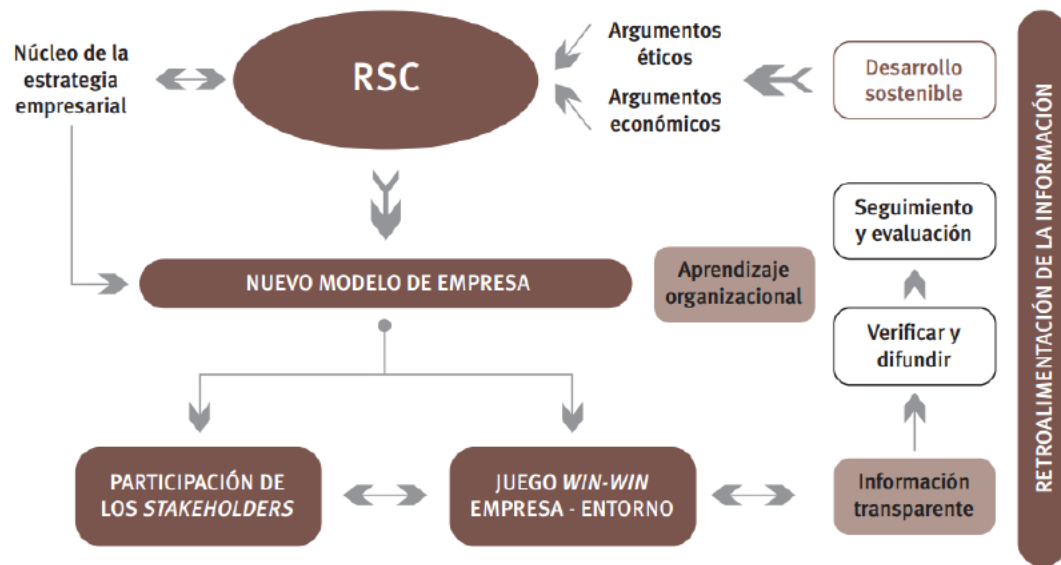 Núcleo de la
estrategia
empresarial
RSC
Argumentos
éticos
Argumentos
económicos
Desarrollo
sostenible
Seguimiento
y evaluación
NUEVO MODELO DE EMPRESA
Aprendizaje
organizacional
Verificar y
difundir
PARTICIPACIÓN DE
LOS STAKEHOLDERS
JUEGO WIN-WIN
EMPRESA - ENTORNO
Información
transparente
RETROALIMENTACIÓN DE LA INFORMACIÓN